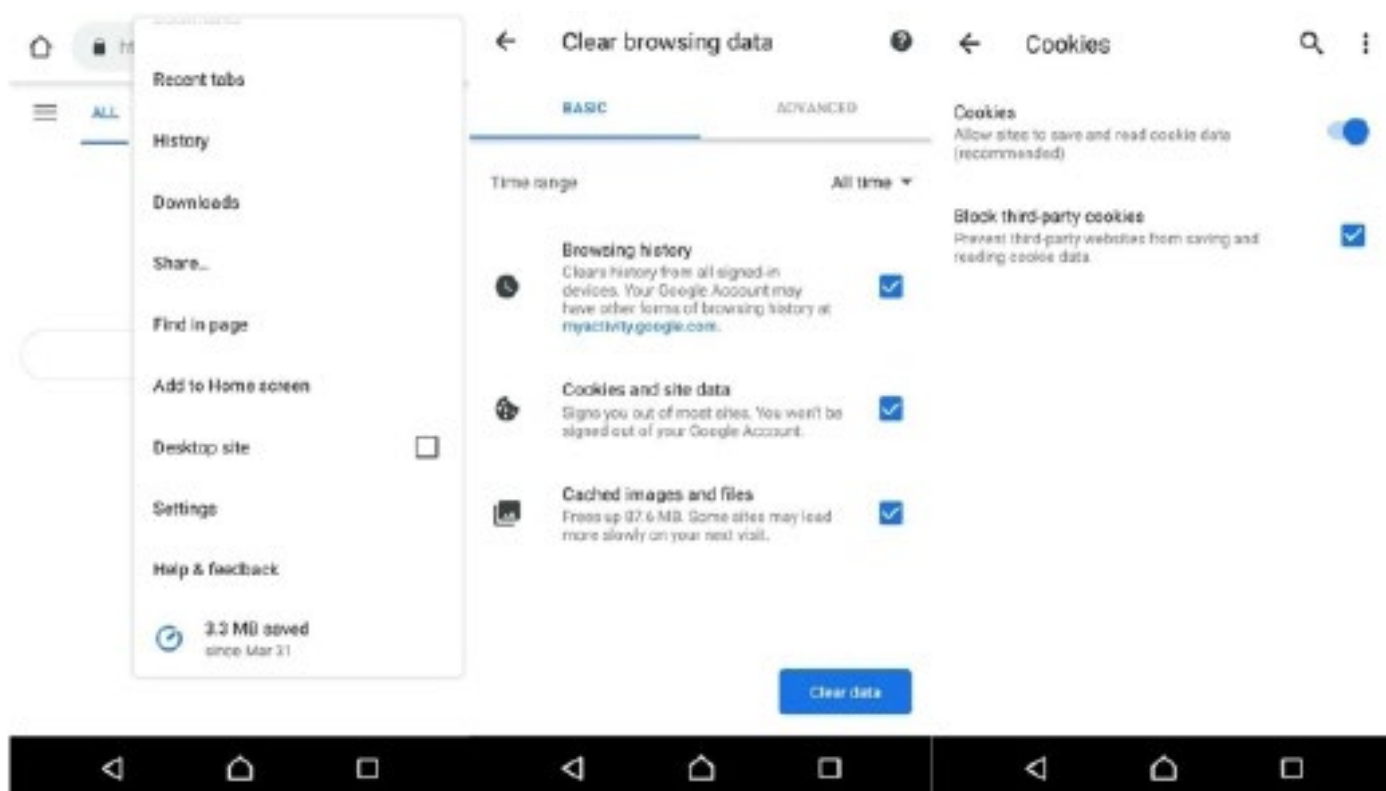 Recent tabs
ALL
History
Downloads
Share...
Find in page
Add to Home screen
Desktop site
Settings
Help & feedback
3.3 MB saved
since Mar 31
Clear browsing data
BASIC
ADVANCED
Time range
All time
Browsing history
Clears history from all signed-in
devices. Your Google Account may
have other forms of browsing history at
myactivity.google.com.
Cookies and site data
Signs you out of most sites. You won't be
signed out of your Google Account.
Cached images and files
Frees up 87.6 MB. Some sites may load
more slowly on your next visit.
Clear data
Cookies
Cookies
Allow sites to save and read cookie data
(recommended)
Block third-party cookies
Prevent third-party websites from saving and
reading cookie data